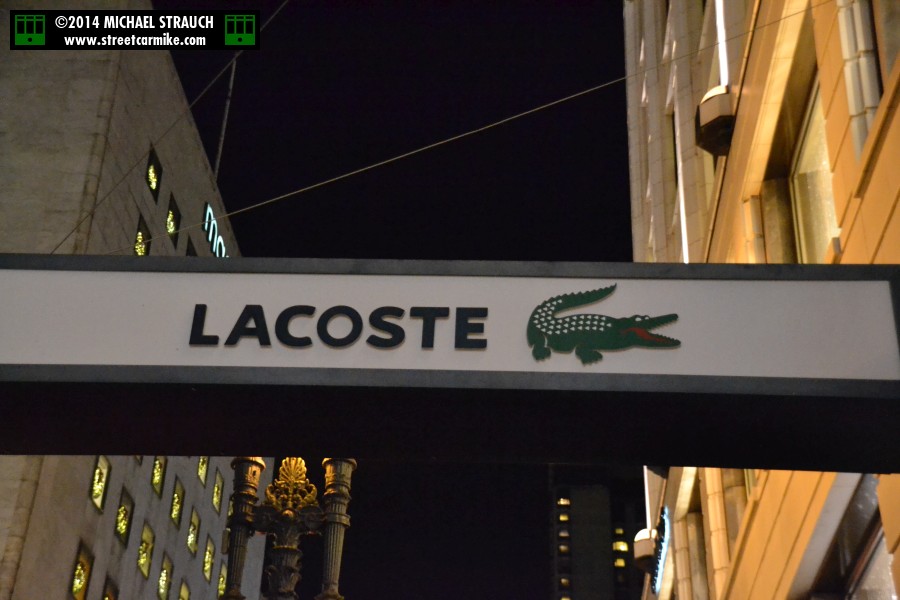 ©2014 MICHAEL STRAUCH
www.streetcarmike.com
LACOSTE